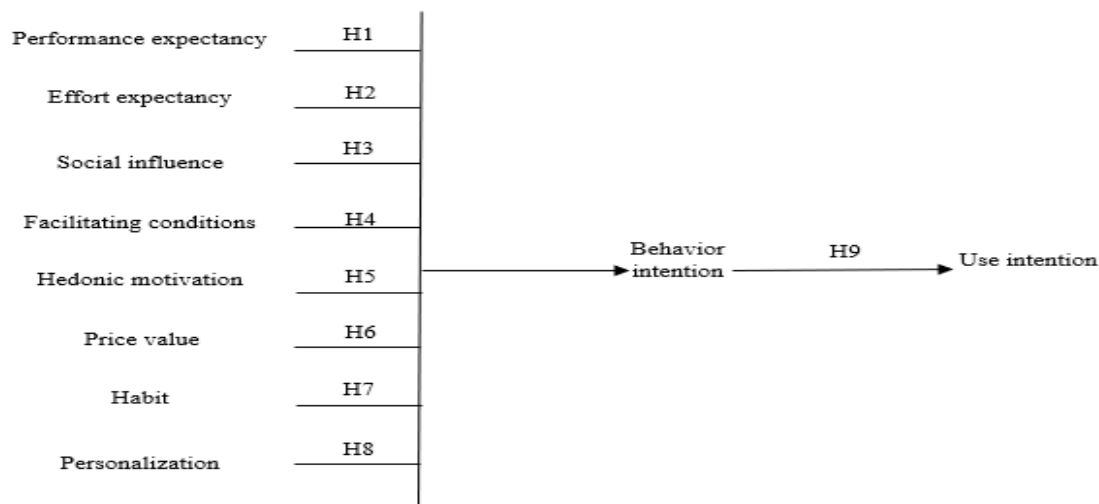 Performance expectancy
H1
Effort expectancy
H2
Social influence
H3
Facilitating conditions
H4
Hedonic motivation
H5
Price value
H6
Habit
H7
Personalization
H8
Behavior
intention
H9
Use intention